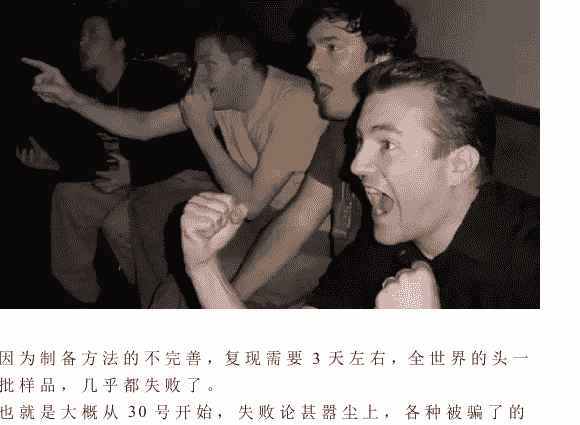 因为制备方法的不完善，复现需要 3 天左右，全世界的头一
批样品，几乎都失败了。
也就是大概从 30 号开始，失败论甚嚣尘上，各种被骗了的